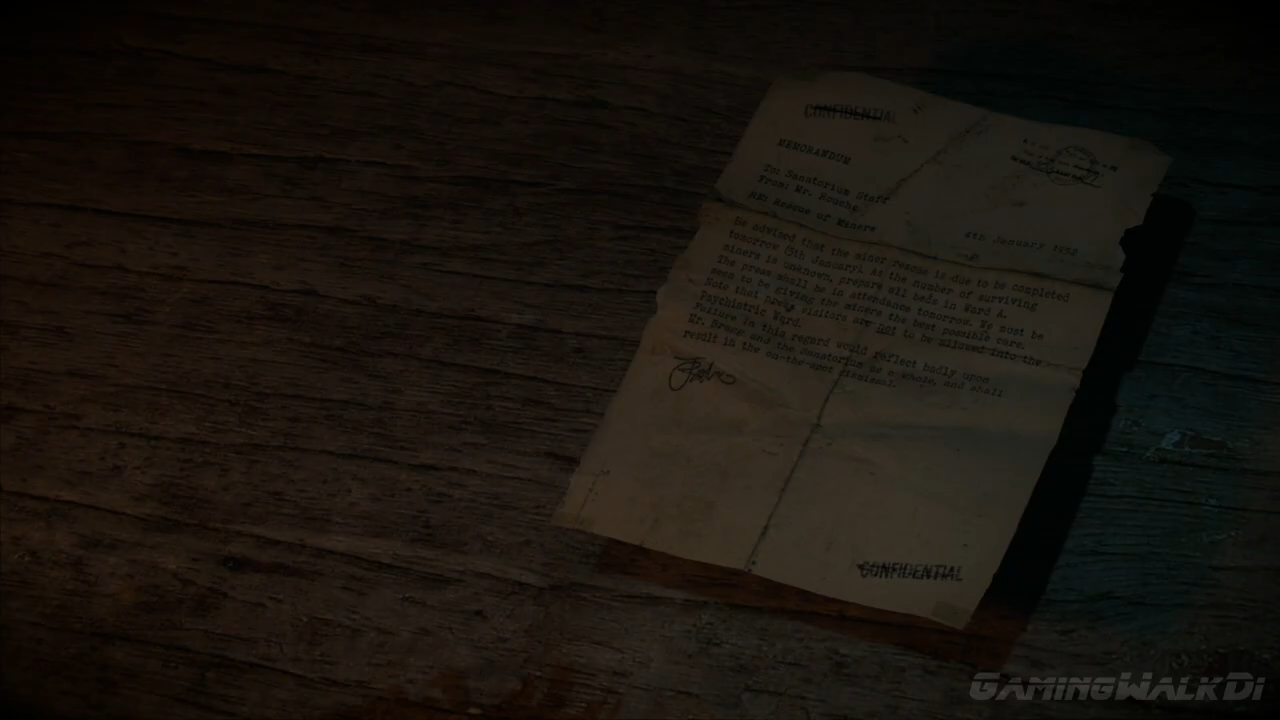 CONFIDENTIAL
MEMORANDUM
To: Sanatorium Staff
From: Mr. Bouche
RE: Rescue of Miners
4th January 1952
Be advised that the miner rescue is due to be completed
tomorrow (5th January). As the number of surviving
miners is unknown, prepare all beds in Ward A.
The press shall be in attendance tomorrow. We must be
seen to be giving the miners the best possible care.
Note that press visitors are not to be allowed into the
Psychiatric Ward.
Failure in this regard would reflect badly upon
Mr. Bragg and the Sanatorium as a whole, and shall
result in the on-the-spot dismissal.
CONFIDENTIAL
GamingWalkDi